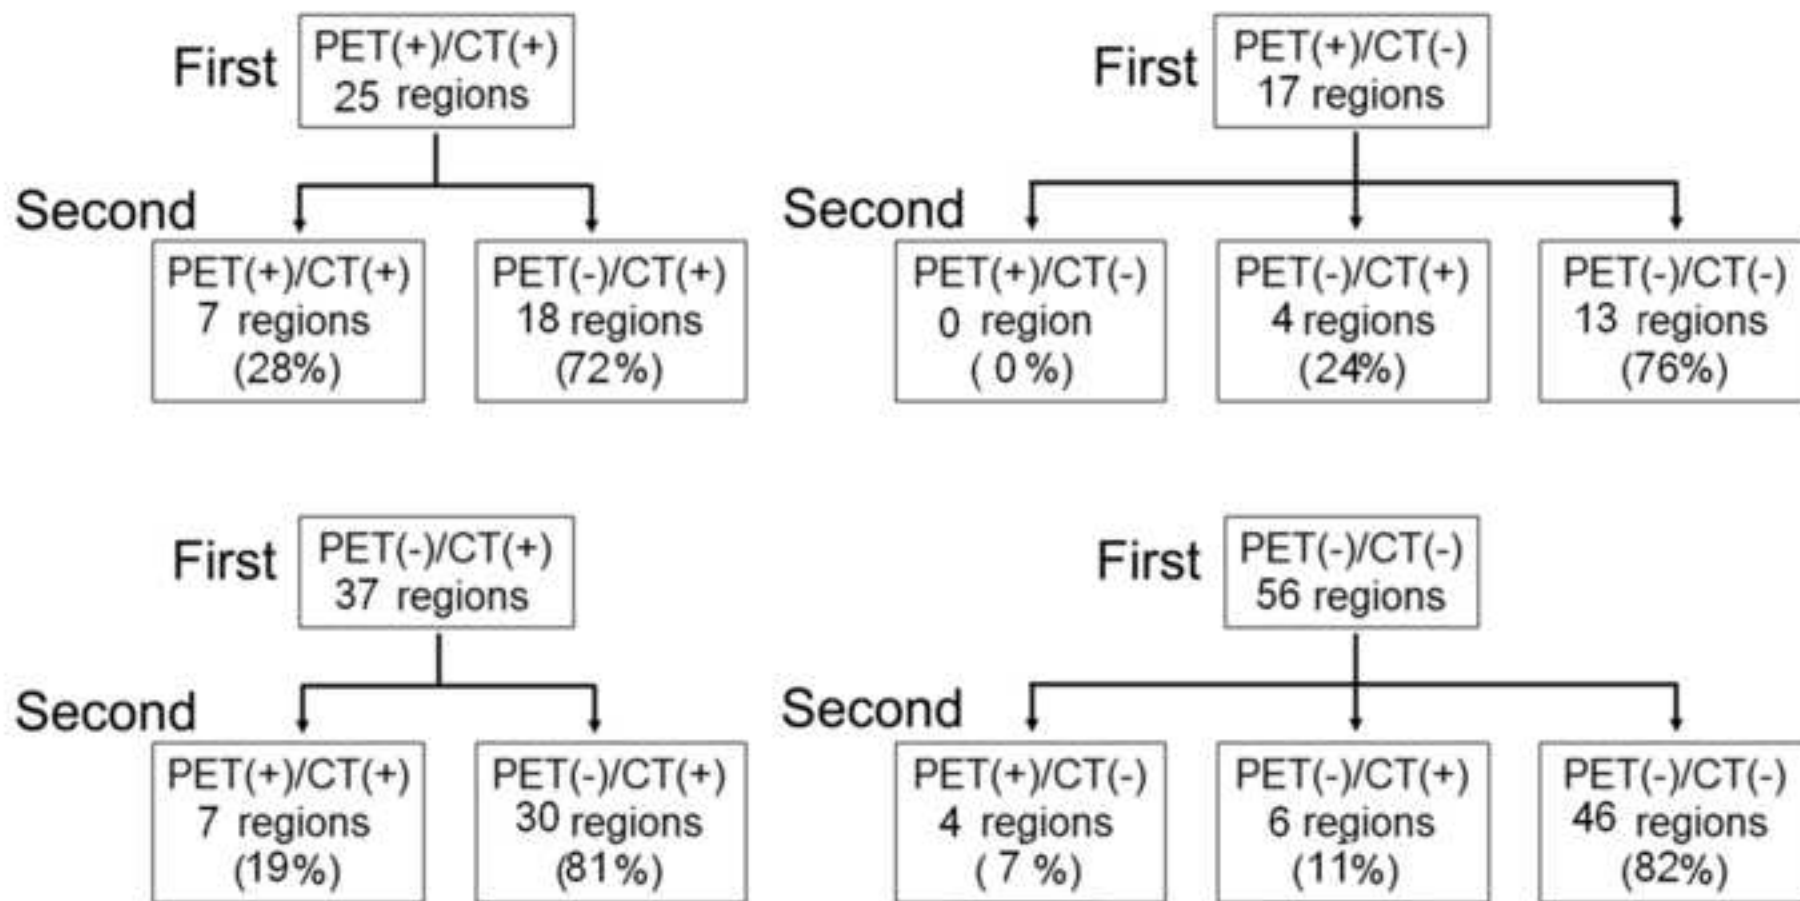 First
PET(+)/CT(+)
25 regions
Second
PET(+)/CT(+)
7 regions
(28%)
PET(-)/CT(+)
18 regions
(72%)
First
PET(+)/CT(-)
17 regions
Second
PET(+)/CT(-)
0 region
( 0 %)
PET(-)/CT(+)
4 regions
(24%)
PET(-)/CT(-)
13 regions
(76%)
First
PET(-)/CT(+)
37 regions
Second
PET(+)/CT(+)
7 regions
(19%)
PET(-)/CT(+)
30 regions
(81%)
First
PET(-)/CT(-)
56 regions
Second
PET(+)/CT(-)
4 regions
( 7 %)
PET(-)/CT(+)
6 regions
(11%)
PET(-)/CT(-)
46 regions
(82%)